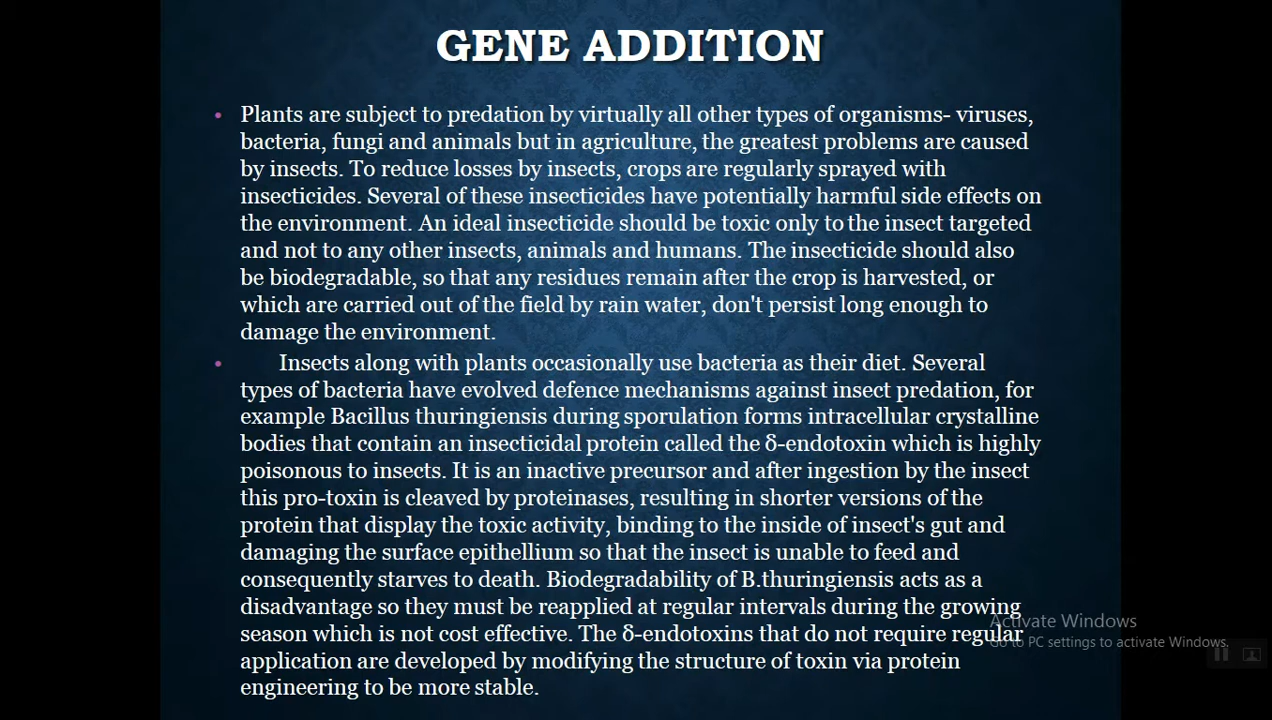 GENE ADDITION
• Plants are subject to predation by virtually all other types of organisms- viruses,
bacteria, fungi and animals but in agriculture, the greatest problems are caused
by insects. To reduce losses by insects, crops are regularly sprayed with
insecticides. Several of these insecticides have potentially harmful side effects on
the environment. An ideal insecticide should be toxic only to the insect targeted
and not to any other insects, animals and humans. The insecticide should also
be biodegradable, so that any residues remain after the crop is harvested, or
which are carried out of the field by rain water, don't persist long enough to
damage the environment.
• Insects along with plants occasionally use bacteria as their diet. Several
types of bacteria have evolved defence mechanisms against insect predation, for
example Bacillus thuringiensis during sporulation forms intracellular crystalline
bodies that contain an insecticidal protein called the δ-endotoxin which is highly
poisonous to insects. It is an inactive precursor and after ingestion by the insect
this pro-toxin is cleaved by proteinases, resulting in shorter versions of the
protein that display the toxic activity, binding to the inside of insect's gut and
damaging the surface epithellium so that the insect is unable to feed and
consequently starves to death. Biodegradability of B.thuringiensis acts as a
disadvantage so they must be reapplied at regular intervals during the growing
season which is not cost effective. The δ-endotoxins that do not require regular
application are developed by modifying the structure of toxin via protein
engineering to be more stable.
Activate Windows
Go to PC settings to activate Windows.